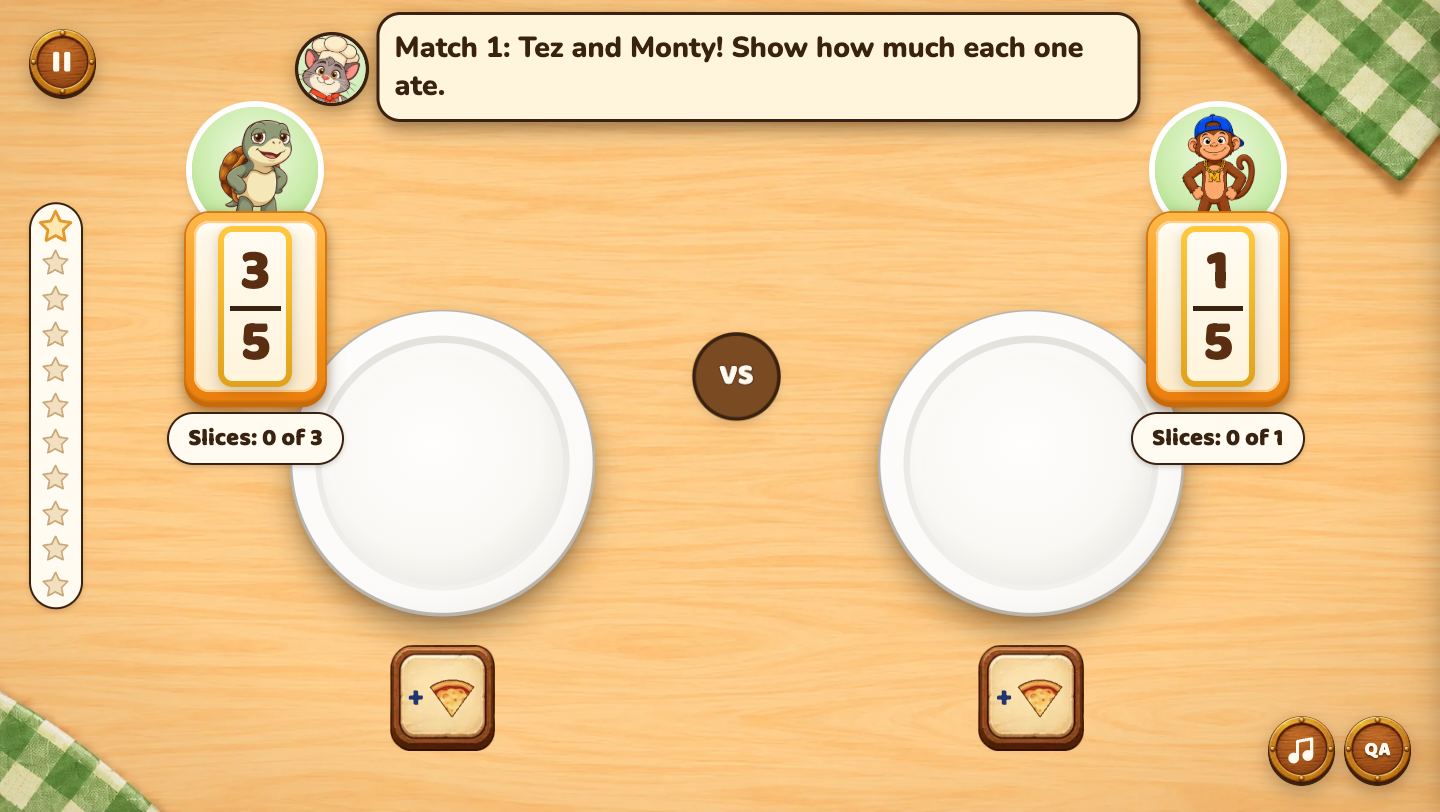 Match 1: Tez and Monty! Show how much each one
ate.
3
5
Slices: 0 of 3
VS
1
5
Slices: 0 of 1
+
+
M
QA